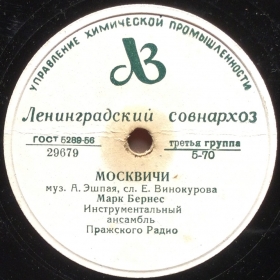 УПРАВЛЕНИЕ ХИМИЧЕСКОЙ ПРОМЫШЛЕННОСТИ
ЛЗ
Ленинградский совнархоз
ГОСТ 5289-56 третья группа
29679 5-70
МОСКВИЧИ
муз. А. Эшпая, сл. Е. Винокурова
Марк Бернес
Инструментальный
ансамбль
Пражского Радио